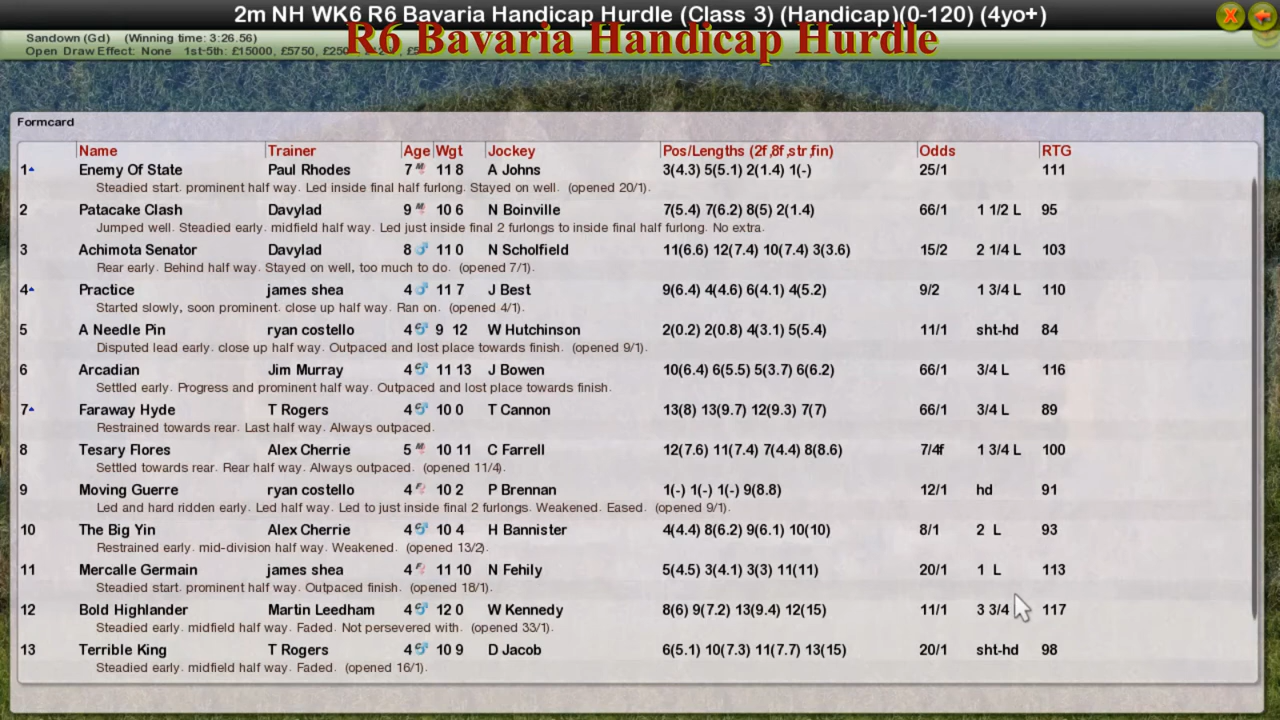 2m NH WK6 R6 Bavaria Handicap Hurdle (Class 3) (Handicap)(0-120) (4yo+)
R6 Bavaria Handicap Hurdle
Sandown (Gd) (Winning time: 3:26.56)
Open Draw Effect: None 1st-5th: £15000, £5750,
Formcard
Name Trainer Age Wgt Jockey Pos/Lengths (2f,8f,str,fin) Odds RTG
1 Enemy Of State Paul Rhodes 7 11 8 A Johns 3(4.3) 5(5.1) 2(1.4) 1(-) 25/1 111
Steadied start. prominent half way. Led inside final half furlong. Stayed on well. (opened 20/1).
2 Patacake Clash Davylad 9 10 6 N Boinville 7(5.4) 7(6.2) 8(5) 2(1.4) 66/1 1 1/2 L 95
Jumped well. Steadied early. midfield half way. Led just inside final 2 furlongs to inside final half furlong. No extra.
3 Achimota Senator Davylad 8 11 0 N Scholfield 11(6.6) 12(7.4) 10(7.4) 3(3.6) 15/2 2 1/4 L 103
Rear early. Behind half way. Stayed on well, too much to do. (opened 7/1).
4 Practice james shea 4 11 7 J Best 9(6.4) 4(4.6) 6(4.1) 4(5.2) 9/2 1 3/4 L 110
Started slowly, soon prominent. close up half way. Ran on. (opened 4/1).
5 A Needle Pin ryan costello 4 9 12 W Hutchinson 2(0.2) 2(0.8) 4(3.1) 5(5.4) 11/1 sht-hd 84
Disputed lead early. close up half way. Outpaced and lost place towards finish. (opened 9/1).
6 Arcadian Jim Murray 4 11 13 J Bowen 10(6.4) 6(5.5) 5(3.7) 6(6.2) 66/1 3/4 L 116
Settled early. Progress and prominent half way. Outpaced and lost place towards finish.
7 Faraway Hyde T Rogers 4 10 0 T Cannon 13(8) 13(9.7) 12(9.3) 7(7) 66/1 3/4 L 89
Restrained towards rear. Last half way. Always outpaced.
8 Tesary Flores Alex Cherrie 5 10 11 C Farrell 12(7.6) 11(7.4) 7(4.4) 8(8.6) 7/4f 1 3/4 L 100
Settled towards rear. Rear half way. Always outpaced. (opened 11/4).
9 Moving Guerre ryan costello 4 10 2 P Brennan 1(-) 1(-) 1(-) 9(8.8) 12/1 hd 91
Led and hard ridden early. Led half way. Led to just inside final 2 furlongs. Weakened. Eased. (opened 9/1).
10 The Big Yin Alex Cherrie 4 10 4 H Bannister 4(4.4) 8(6.2) 9(6.1) 10(10) 8/1 2 L 93
Restrained early. mid-division half way. Weakened. (opened 13/2).
11 Mercalle Germain james shea 4 11 10 N Fehily 5(4.5) 3(4.1) 3(3) 11(11) 20/1 1 L 113
Steadied start. prominent half way. Outpaced finish. (opened 18/1).
12 Bold Highlander Martin Leedham 4 12 0 W Kennedy 8(6) 9(7.2) 13(9.4) 12(15) 11/1 3 3/4 117
Steadied early. midfield half way. Faded. Not persevered with. (opened 33/1).
13 Terrible King T Rogers 4 10 9 D Jacob 6(5.1) 10(7.3) 11(7.7) 13(15) 20/1 sht-hd 98
Steadied early. midfield half way. Faded. (opened 16/1).